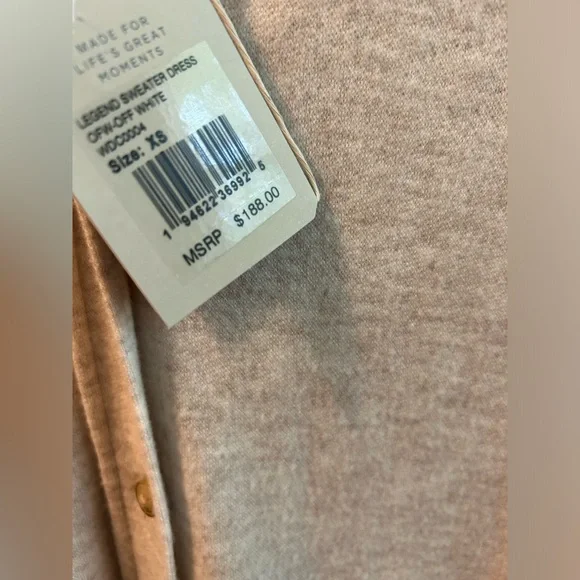 MADE FOR
LIFE'S GREAT
MOMENTS
LEGEND SWEATER DRESS
OFW-OFF WHITE
WDC0004
Size: XS
1 94622 36992 5
MSRP $188.00